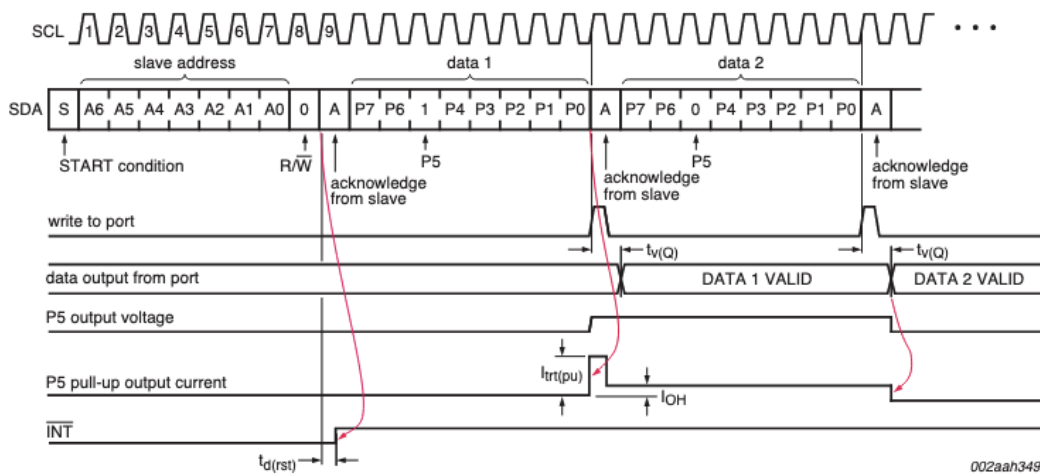 SCL 1 2 3 4 5 6 7 8 9
slave address data 1 data 2
SDA S A6 A5 A4 A3 A2 A1 A0 0 A P7 P6 1 P4 P3 P2 P1 P0 A P7 P6 0 P4 P3 P2 P1 P0 A
START condition R/W̅ P5 P5
acknowledge
from slave
acknowledge
from slave
acknowledge
from slave
write to port
tv(Q) tv(Q)
data output from port DATA 1 VALID DATA 2 VALID
P5 output voltage
P5 pull-up output current Itrt(pu) IOH
I̅N̅T̅
td(rst)
002aah349